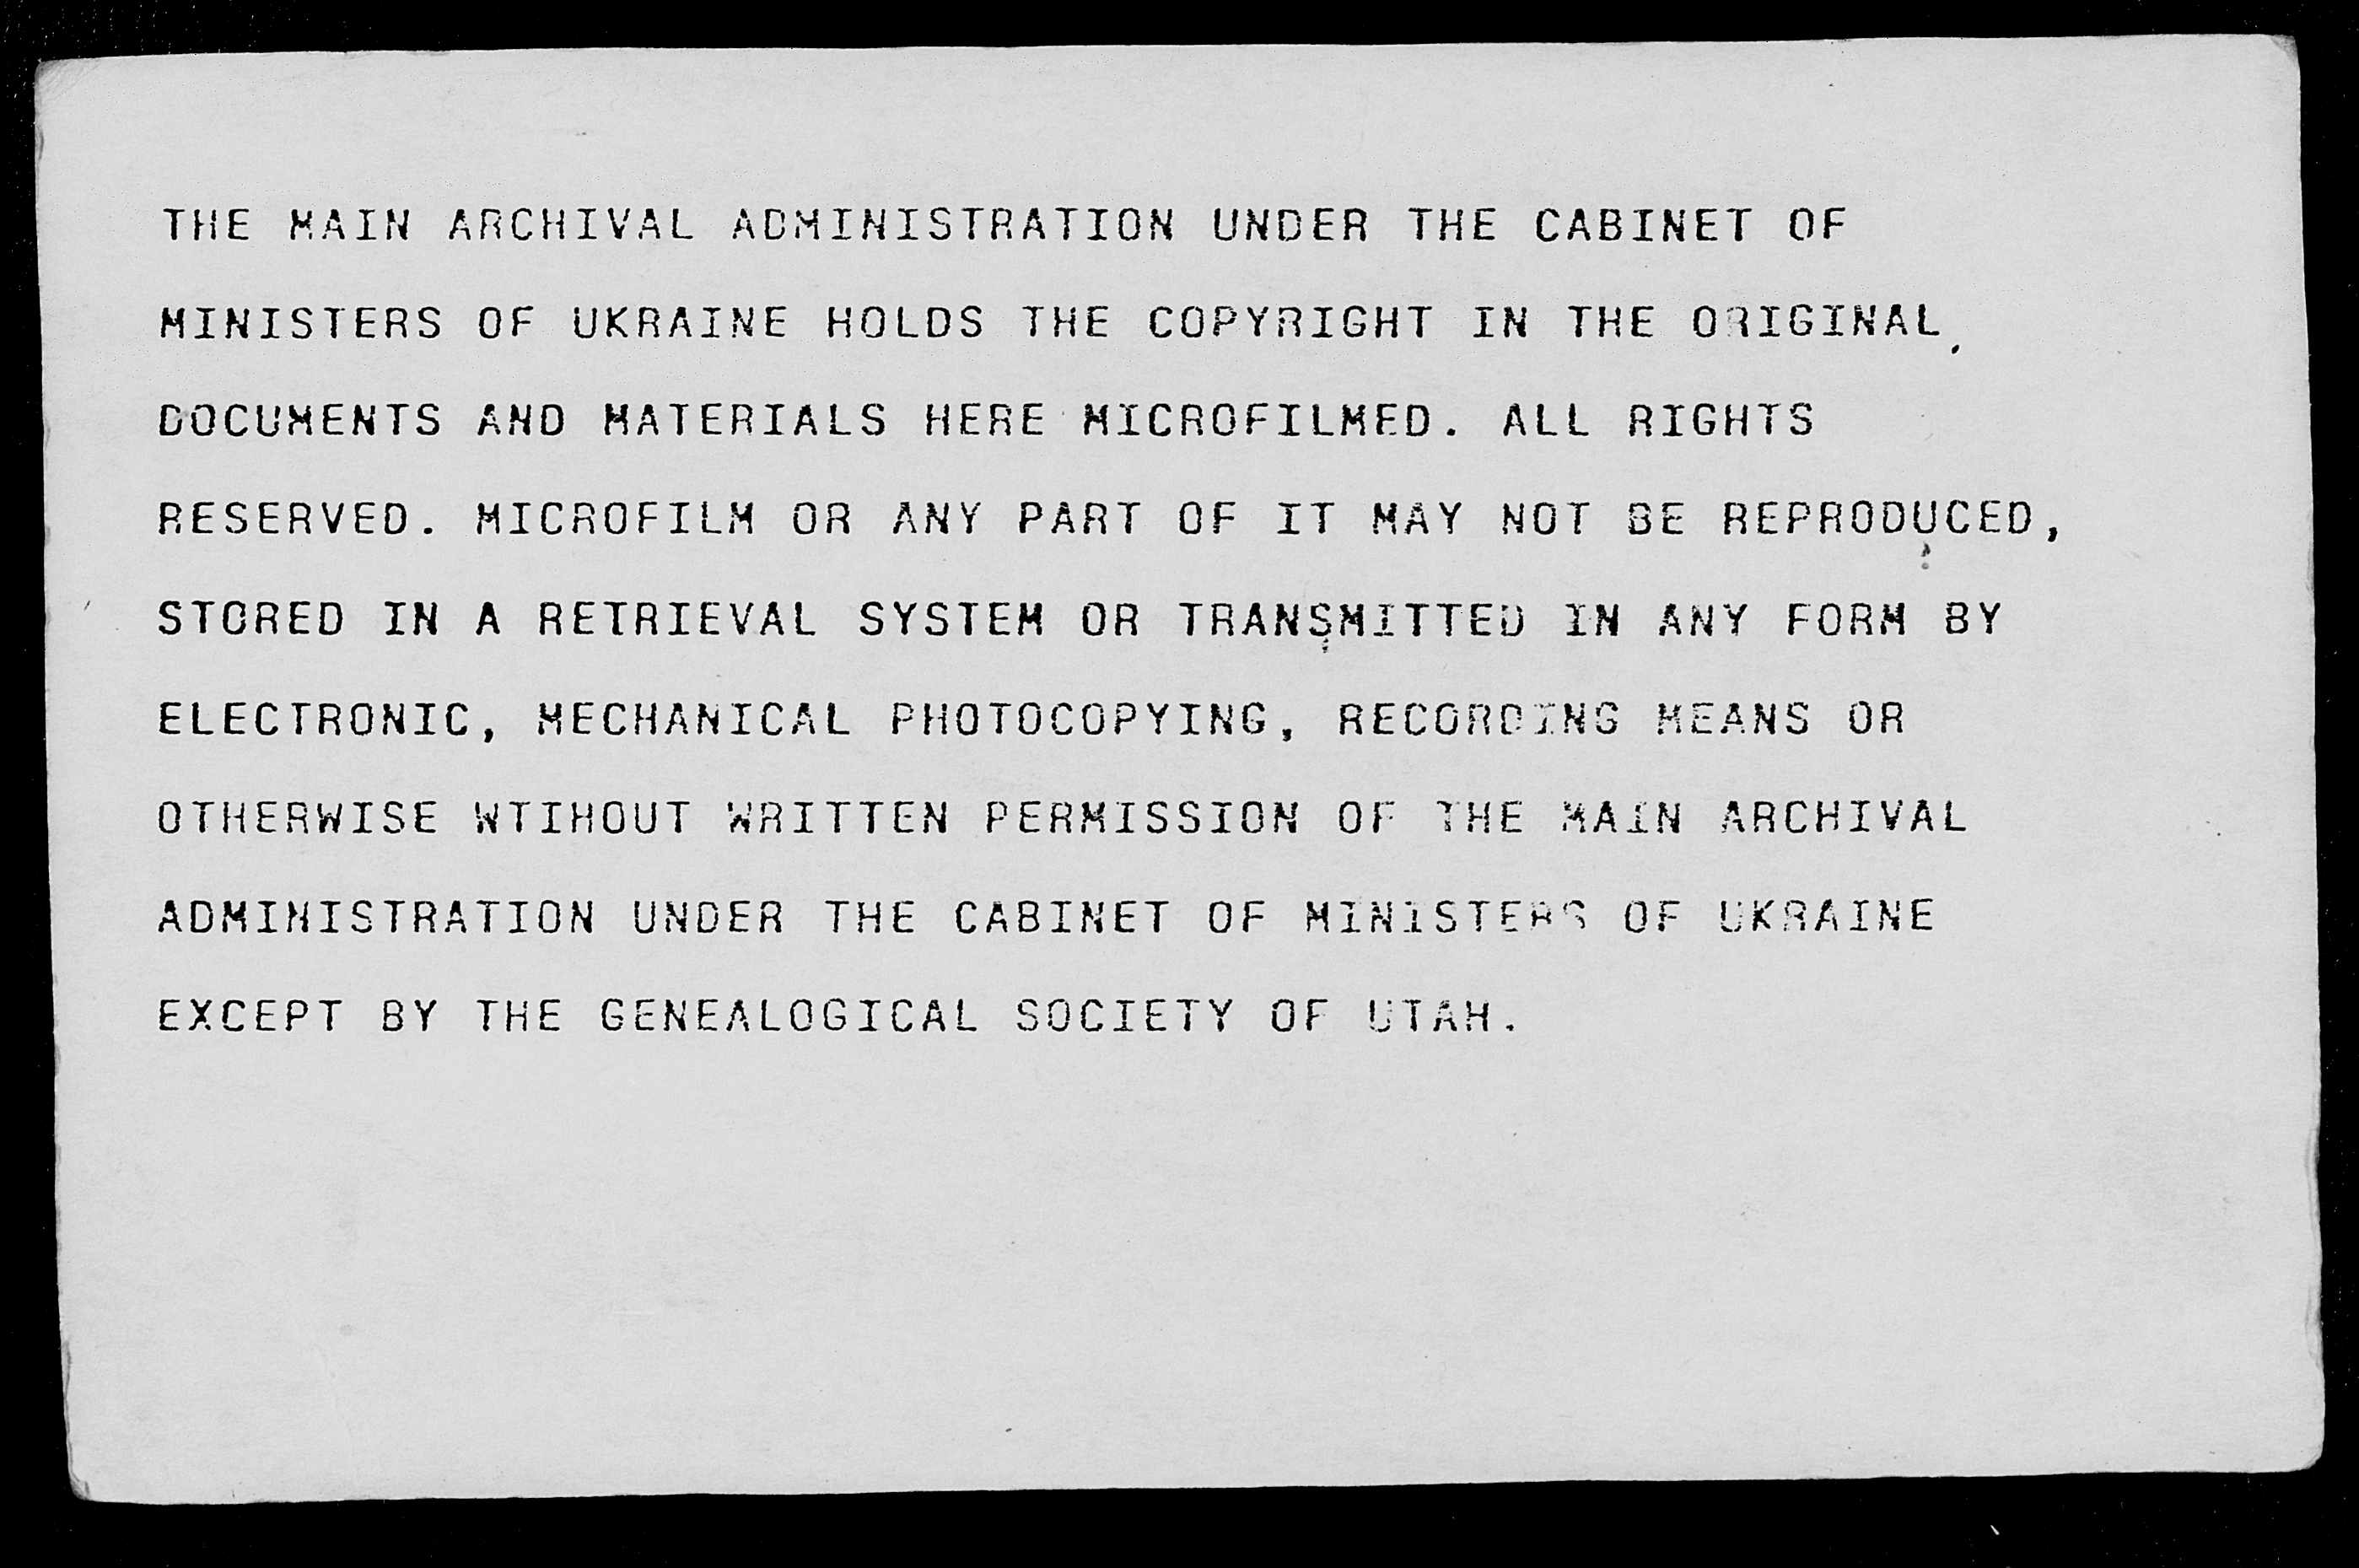 THE MAIN ARCHIVAL ADMINISTRATION UNDER THE CABINET OF
MINISTERS OF UKRAINE HOLDS THE COPYRIGHT IN THE ORIGINAL
DOCUMENTS AND MATERIALS HERE MICROFILMED. ALL RIGHTS
RESERVED. MICROFILM OR ANY PART OF IT MAY NOT BE REPRODUCED,
STORED IN A RETRIEVAL SYSTEM OR TRANSMITTED IN ANY FORM BY
ELECTRONIC, MECHANICAL PHOTOCOPYING, RECORDING MEANS OR
OTHERWISE WTIHOUT WRITTEN PERMISSION OF THE MAIN ARCHIVAL
ADMINISTRATION UNDER THE CABINET OF MINISTERS OF UKRAINE
EXCEPT BY THE GENEALOGICAL SOCIETY OF UTAH.